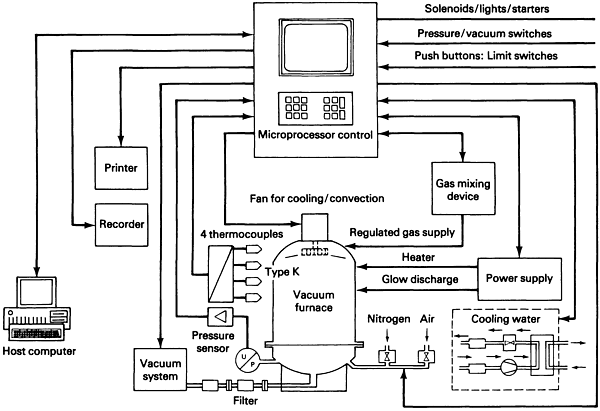 Solenoids/lights/starters
Pressure/vacuum switches
Push buttons: Limit switches
Microprocessor control
Printer
Gas mixing
device
Fan for cooling/convection
Recorder
4 thermocouples
Regulated gas supply
Heater
Type K
Glow discharge
Power supply
Vacuum
furnace
Nitrogen
Air
Cooling water
Host computer
Pressure
sensor
U
P
Vacuum
system
Filter